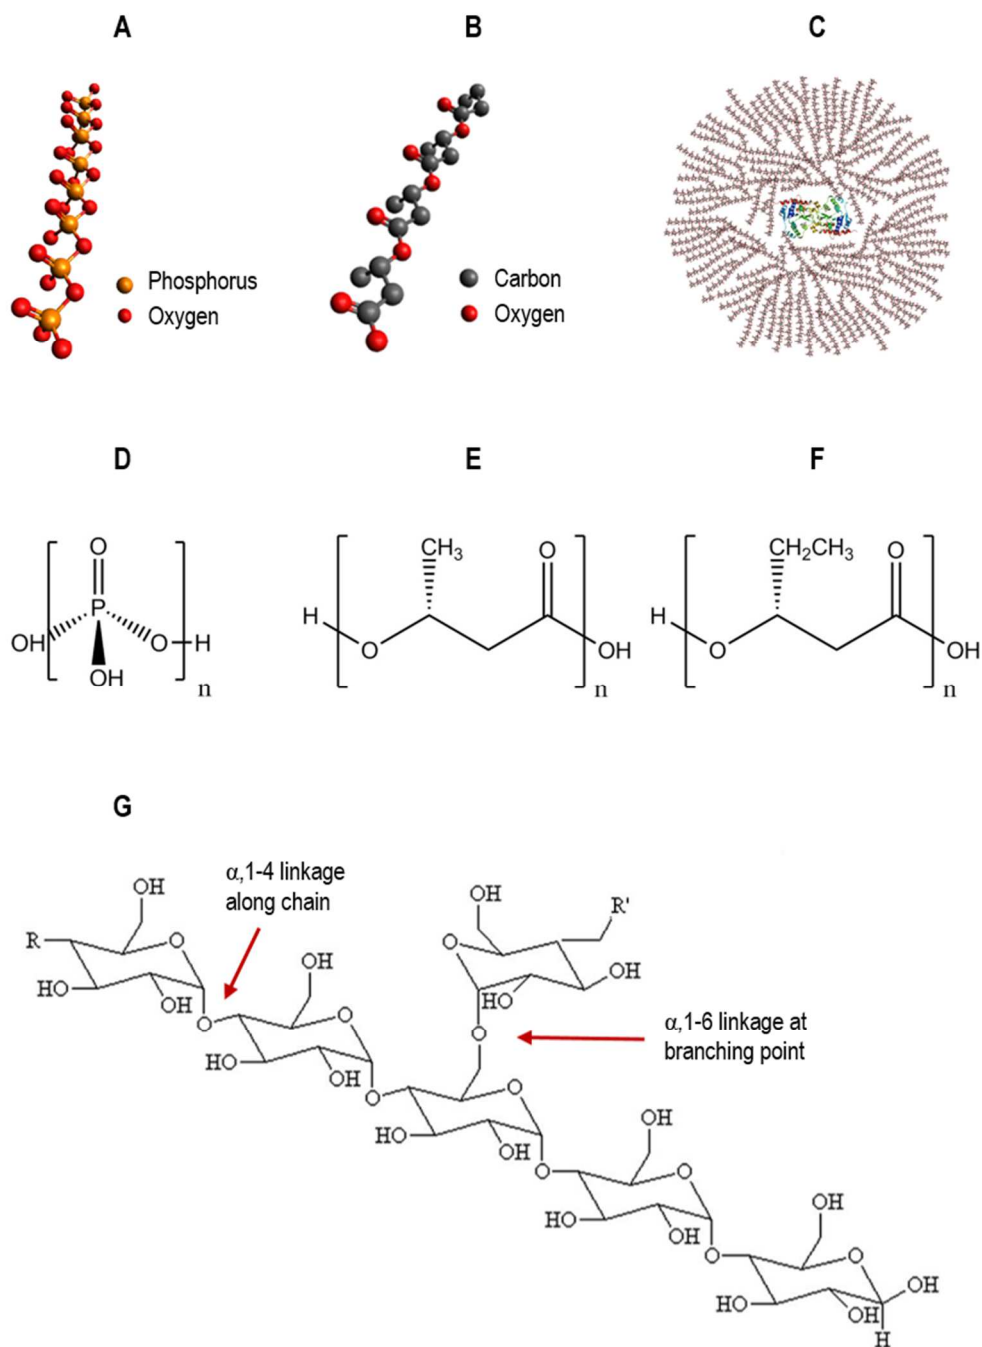 A
B
C
Phosphorus
Oxygen
Carbon
Oxygen
D
E
F
O
P
OH
O
H
OH
n
CH3
O
H
O
OH
n
CH2CH3
O
H
O
OH
n
G
α,1-4 linkage
along chain
OH
R
O
HO
OH
O
OH
O
HO
OH
O
OH
R'
O
OH
HO
O
α,1-6 linkage at
branching point
O
HO
OH
O
OH
O
HO
OH
O
OH
O
OH
HO
OH
H